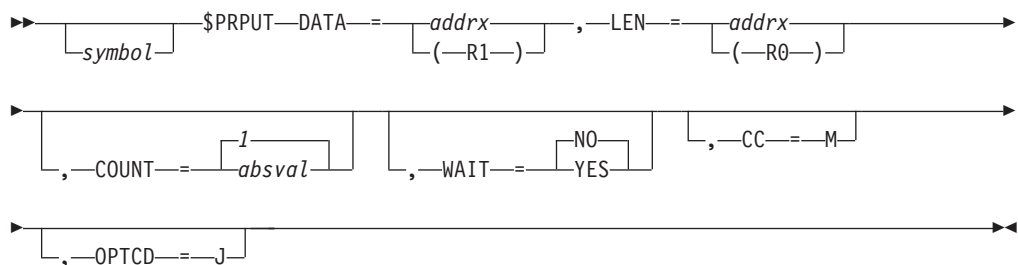 $PRPUT DATA = addrx , LEN = addrx
symbol ( R1 ) ( R0 )
1 NO , CC = M
, COUNT = absval , WAIT = YES
, OPTCD = J